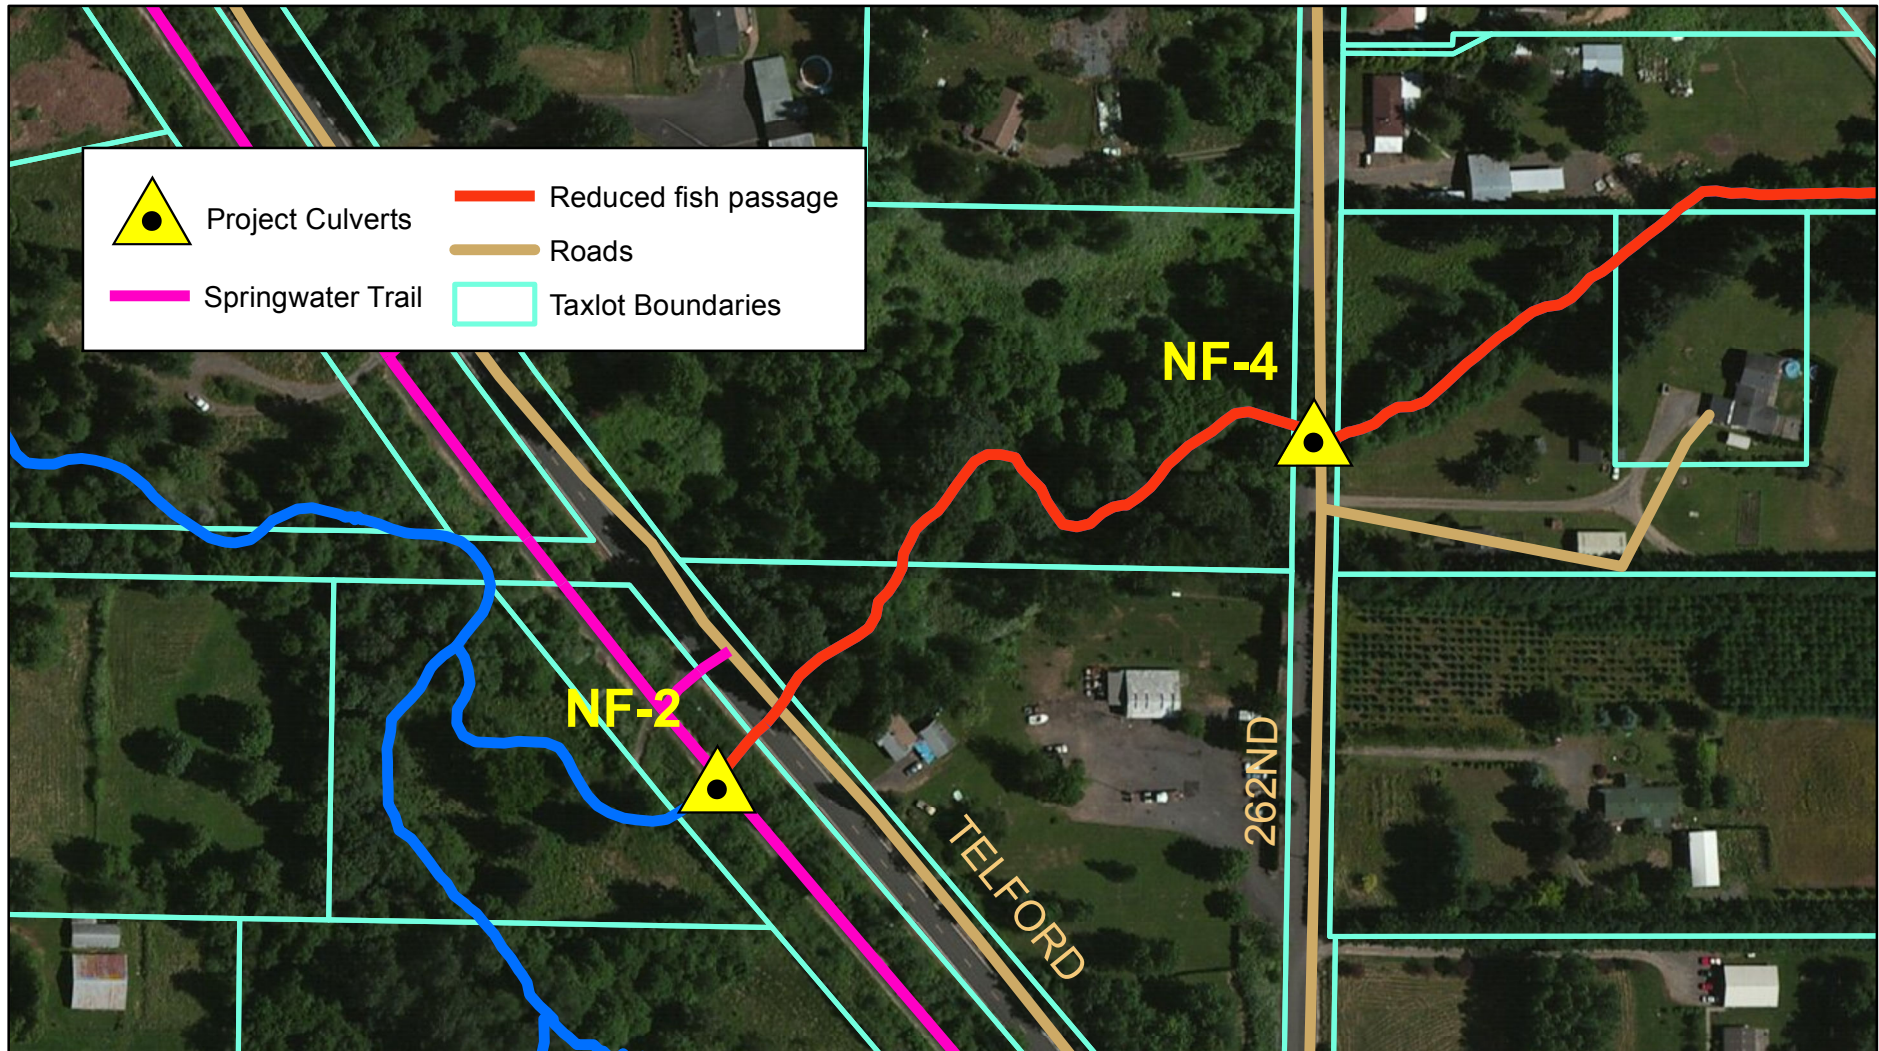 Project Culverts
Springwater Trail
Reduced fish passage
Roads
Taxlot Boundaries
NF-4
NF-2
262ND
TELFORD